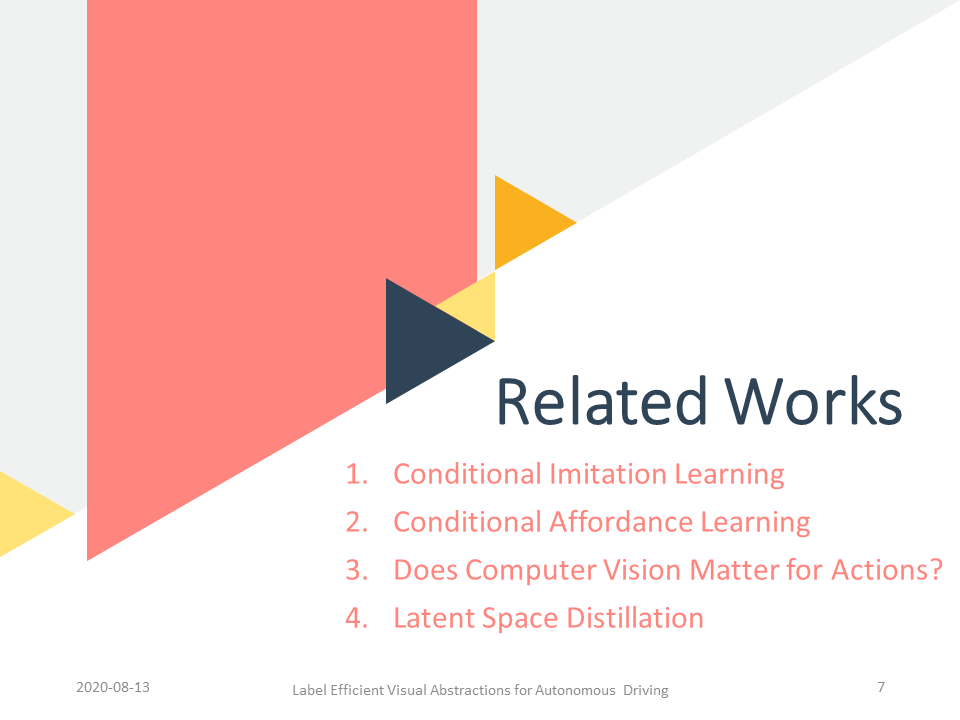 Related Works
1. Conditional Imitation Learning
2. Conditional Affordance Learning
3. Does Computer Vision Matter for Actions?
4. Latent Space Distillation
2020-08-13
Label Efficient Visual Abstractions for Autonomous Driving
7